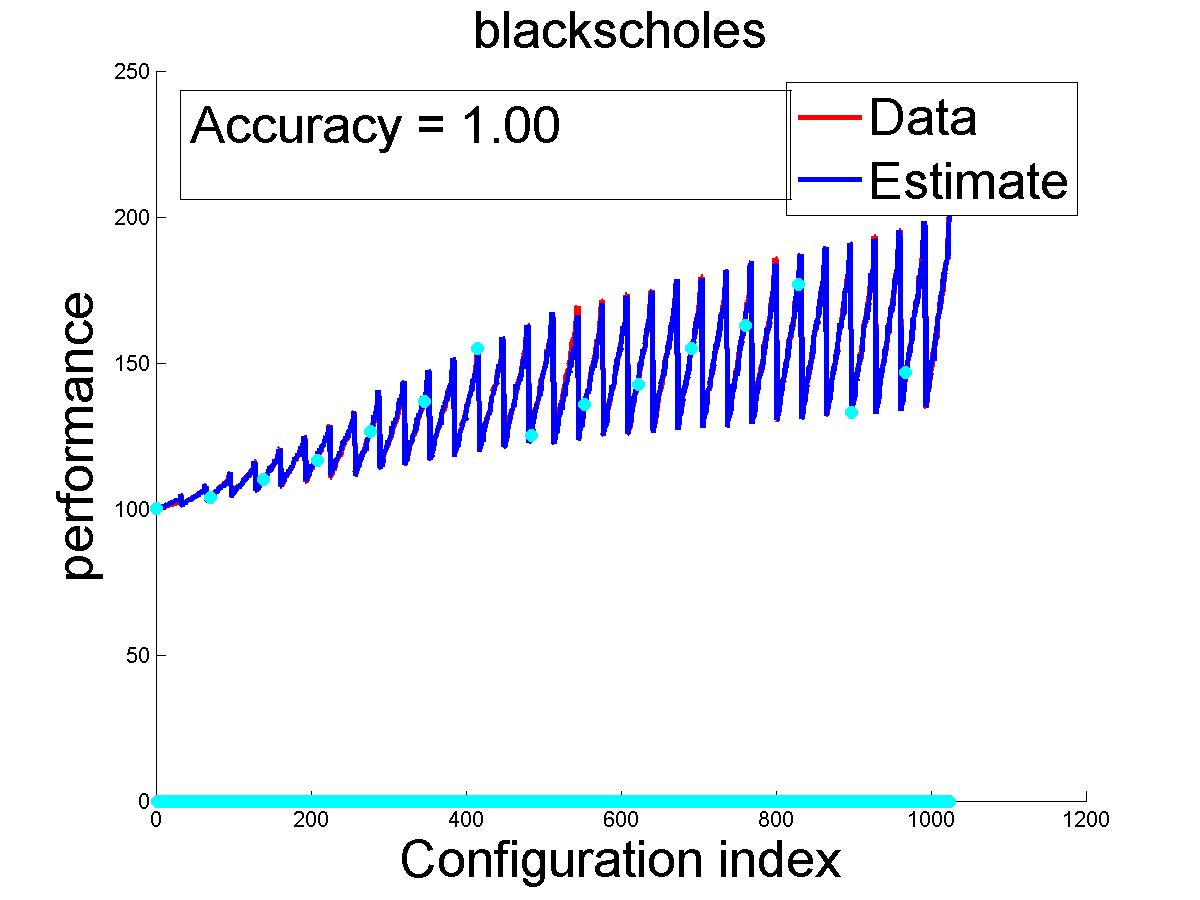 blackscholes
250
Accuracy = 1.00
Data
Estimate
200
150
100
50
0
performance
0 200 400 600 800 1000 1200
Configuration index